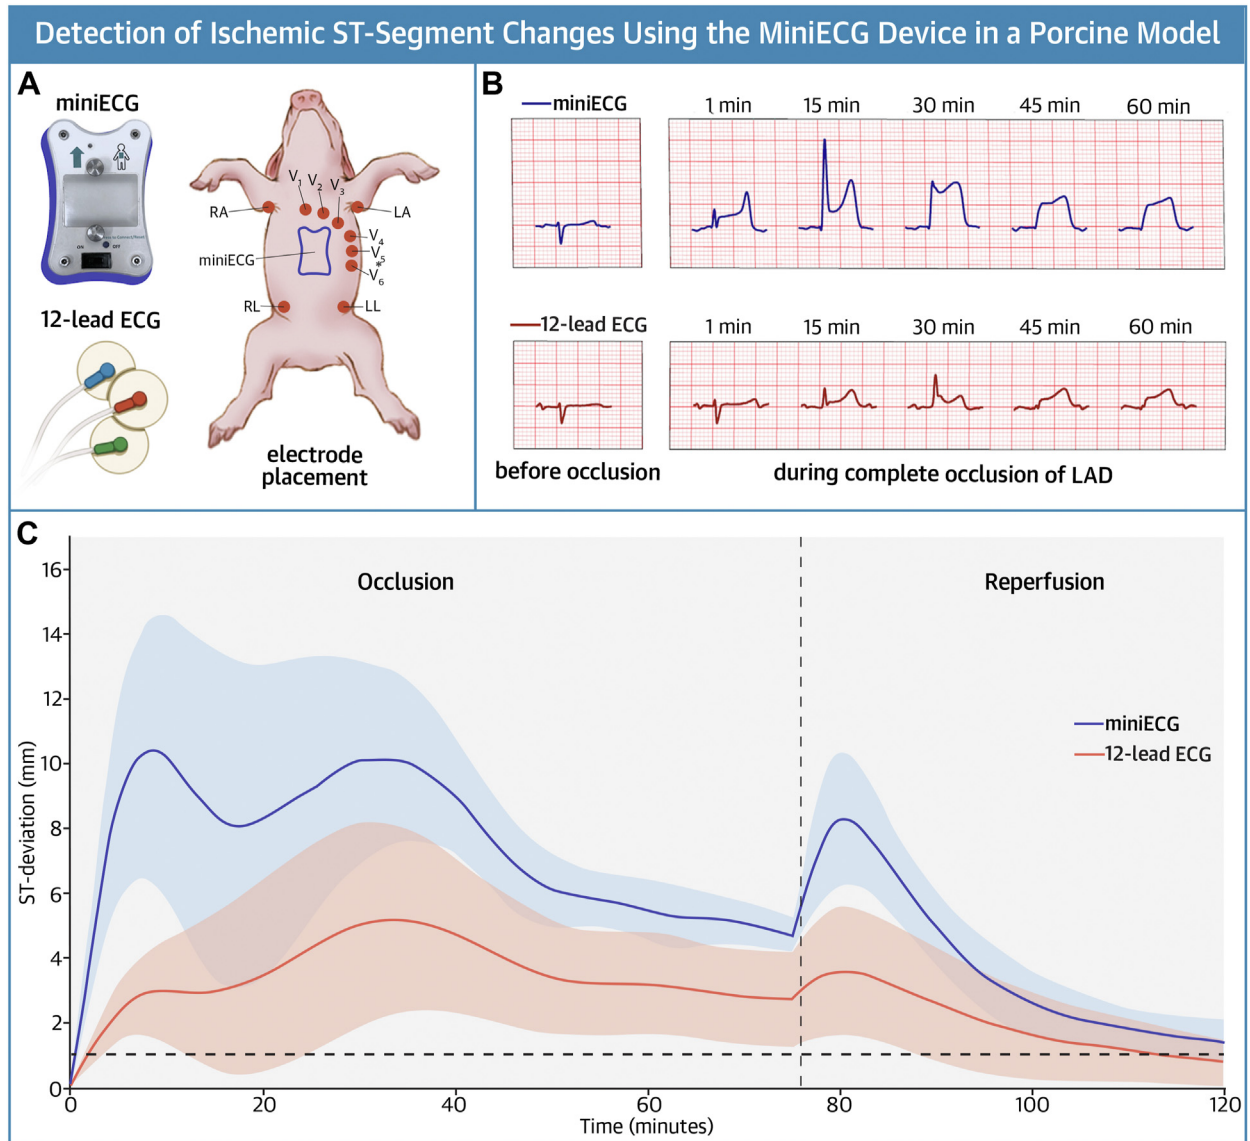 Detection of Ischemic ST-Segment Changes Using the MiniECG Device in a Porcine Model
A
miniECG
ON
OFF
12-lead ECG
V1
V2
V3
RA
LA
V4
V5
*
V6
miniECG
RL
LL
electrode
placement
B
miniECG
1 min
15 min
30 min
45 min
60 min
12-lead ECG
1 min
15 min
30 min
45 min
60 min
before occlusion
during complete occlusion of LAD
C
Occlusion
Reperfusion
miniECG
12-lead ECG
ST-deviation (mm)
16
14
12
10
8
6
4
2
0
0
20
40
60
80
100
120
Time (minutes)